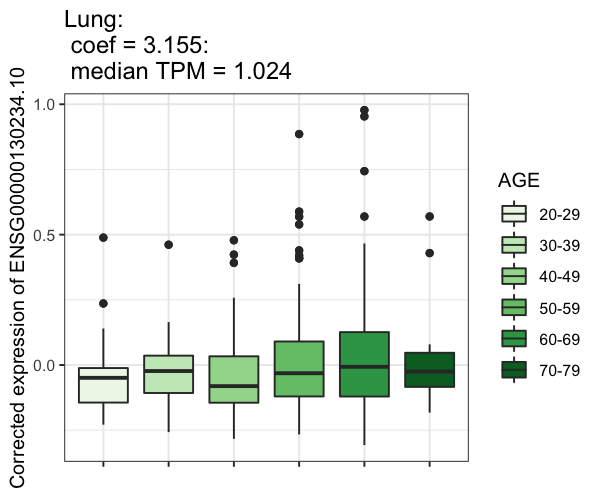 Lung:
coef = 3.155:
median TPM = 1.024
Corrected expression of ENSG00000130234.10
1.0
0.5
0.0
AGE
20-29
30-39
40-49
50-59
60-69
70-79